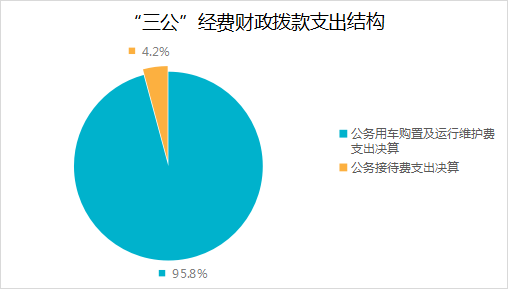 “三公”经费财政拨款支出结构
4.2%
公务用车购置及运行维护费
支出决算
公务接待费支出决算
95.8%